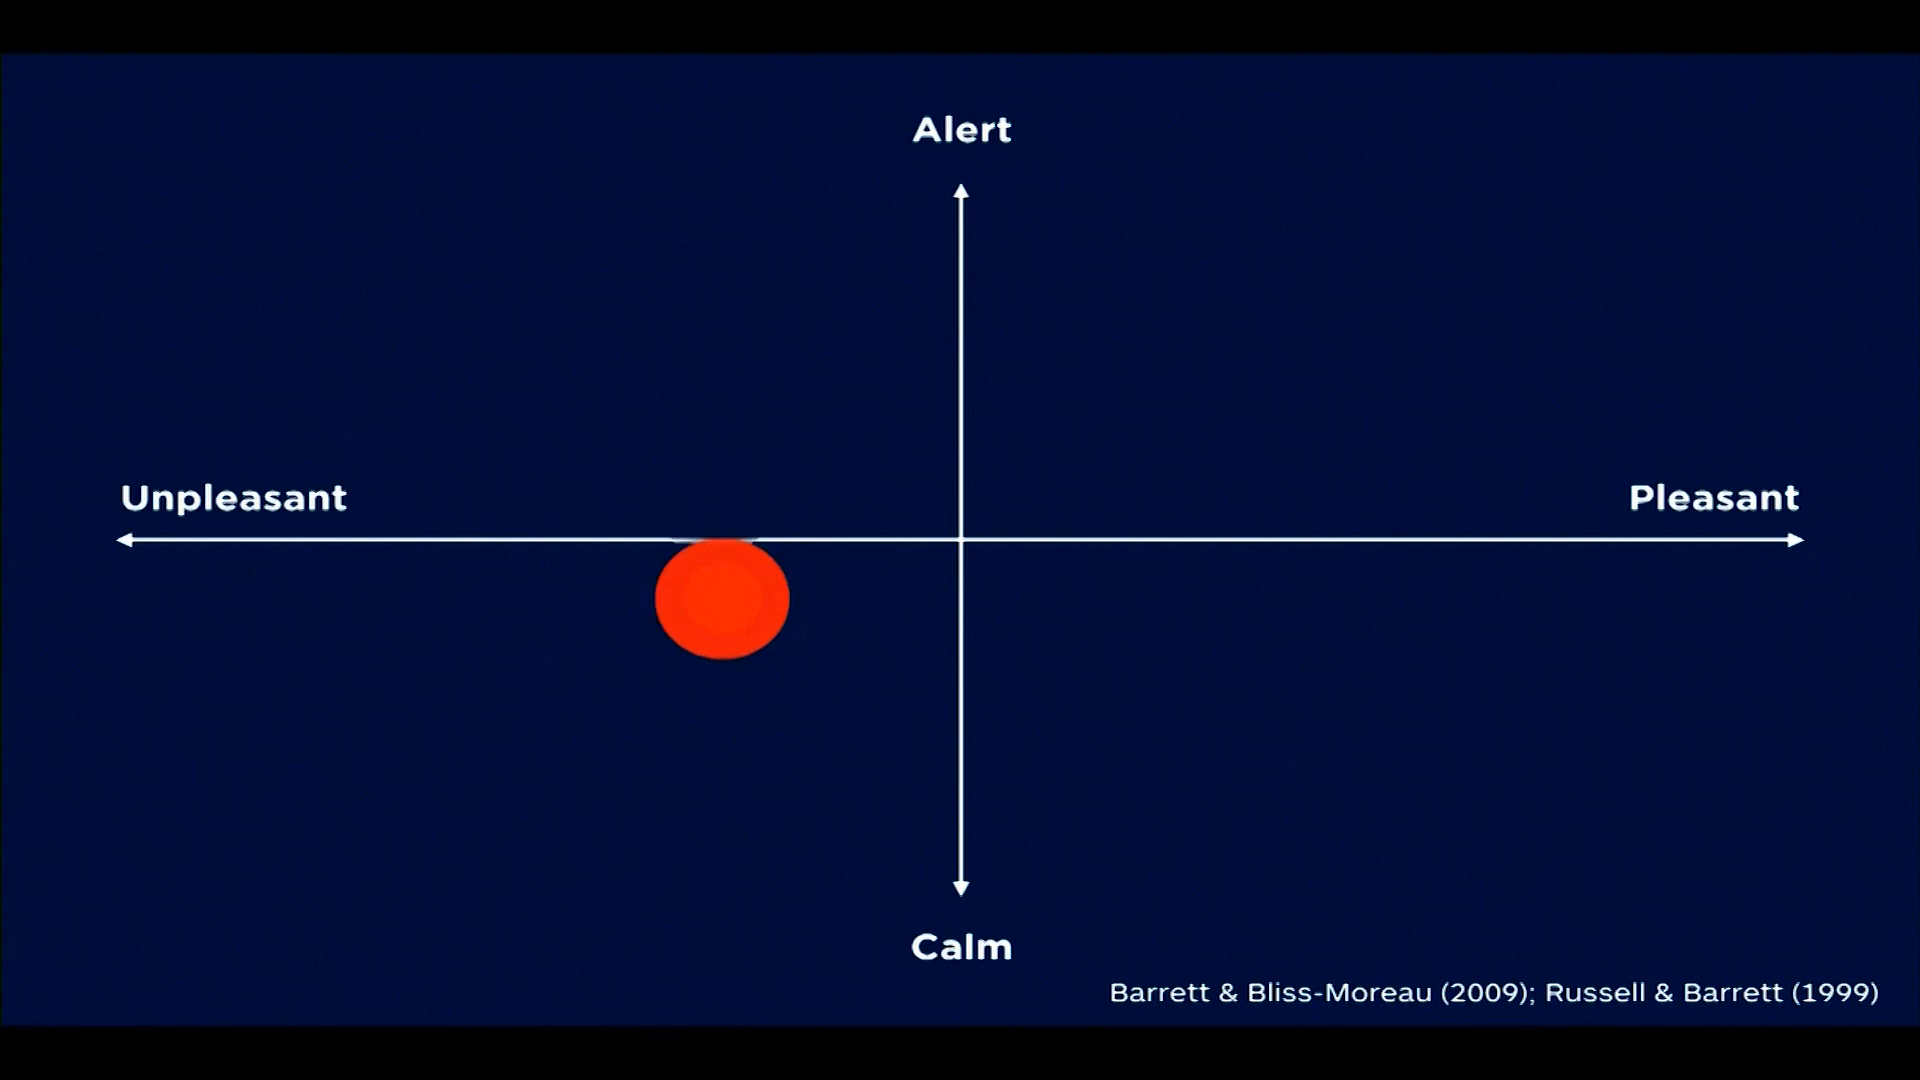 Alert
Unpleasant
Pleasant
Calm
Barrett & Bliss-Moreau (2009); Russell & Barrett (1999)